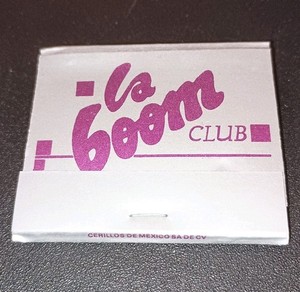 La
boom
CLUB
CERILLOS DE MEXICO SA DE CV